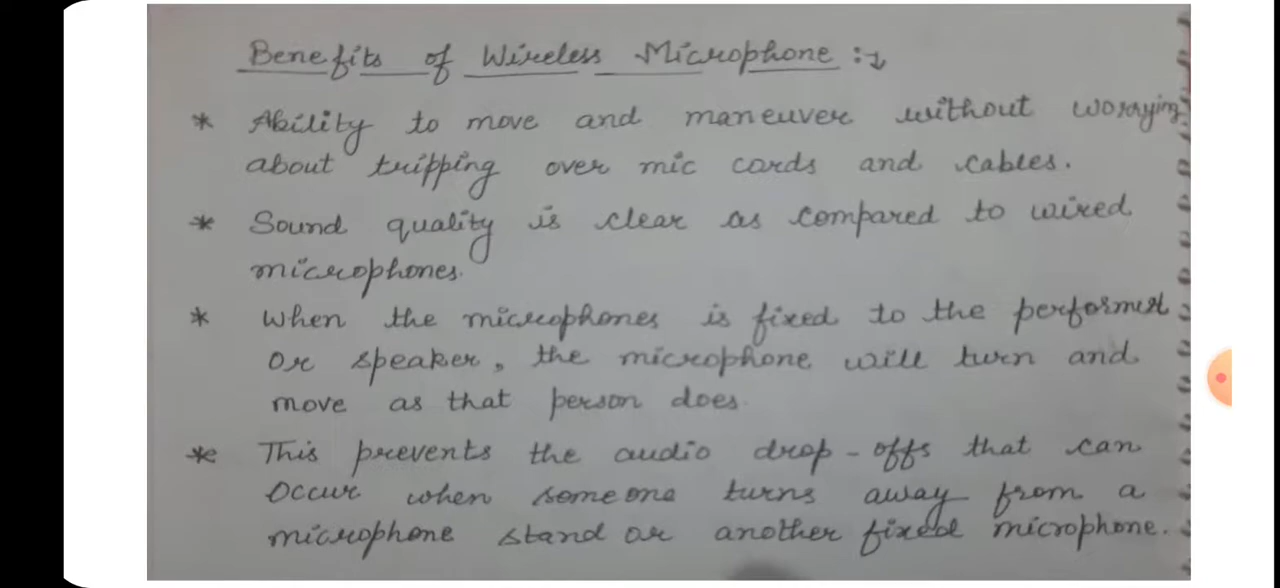 Benefits of Wireless Microphone :→
* Ability to move and maneuver without worrying
about tripping over mic cords and cables.
* Sound quality is clear as compared to wired
microphones.
* When the microphones is fixed to the performer
or speaker, the microphone will turn and
move as that person does.
* This prevents the audio drop-offs that can
occur when someone turns away from a
microphone stand or another fixed microphone.